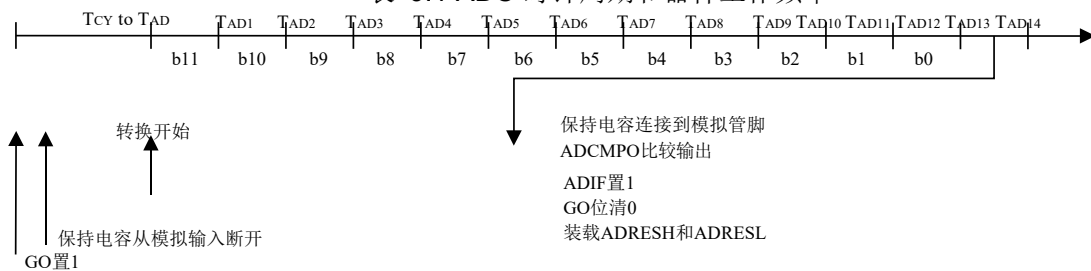 TCY to TAD TAD1 TAD2 TAD3 TAD4 TAD5 TAD6 TAD7 TAD8 TAD9 TAD10 TAD11 TAD12 TAD13 TAD14
b11 b10 b9 b8 b7 b6 b5 b4 b3 b2 b1 b0
转换开始
保持电容连接到模拟管脚
ADCMPO比较输出
ADIF置1
GO位清0
装载ADRESH和ADRESL
保持电容从模拟输入断开
GO置1